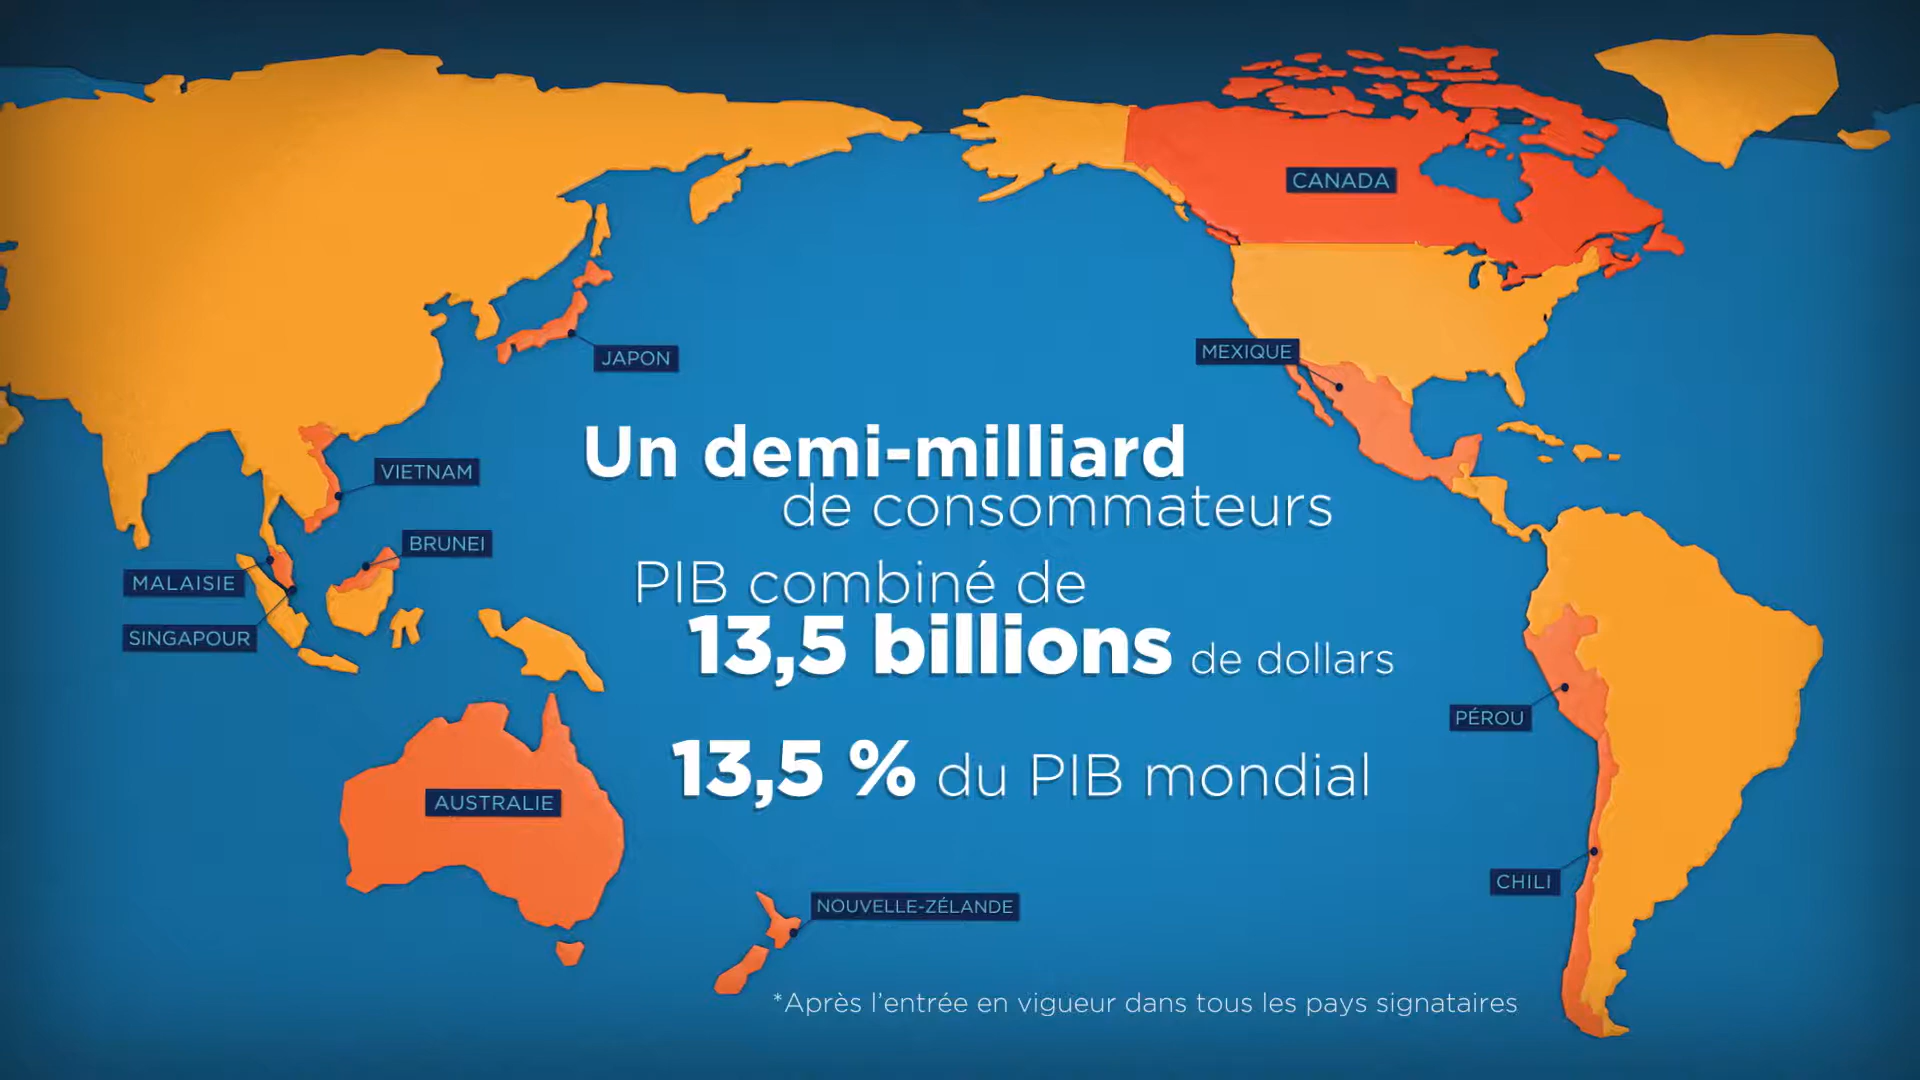 CANADA
JAPON
MEXIQUE
Un demi-milliard
de consommateurs
VIETNAM
BRUNEI
PIB combiné de
MALAISIE
SINGAPOUR
13,5 billions de dollars
PÉROU
13,5 % du PIB mondial
AUSTRALIE
CHILI
NOUVELLE-ZÉLANDE
*Après l'entrée en vigueur dans tous les pays signataires